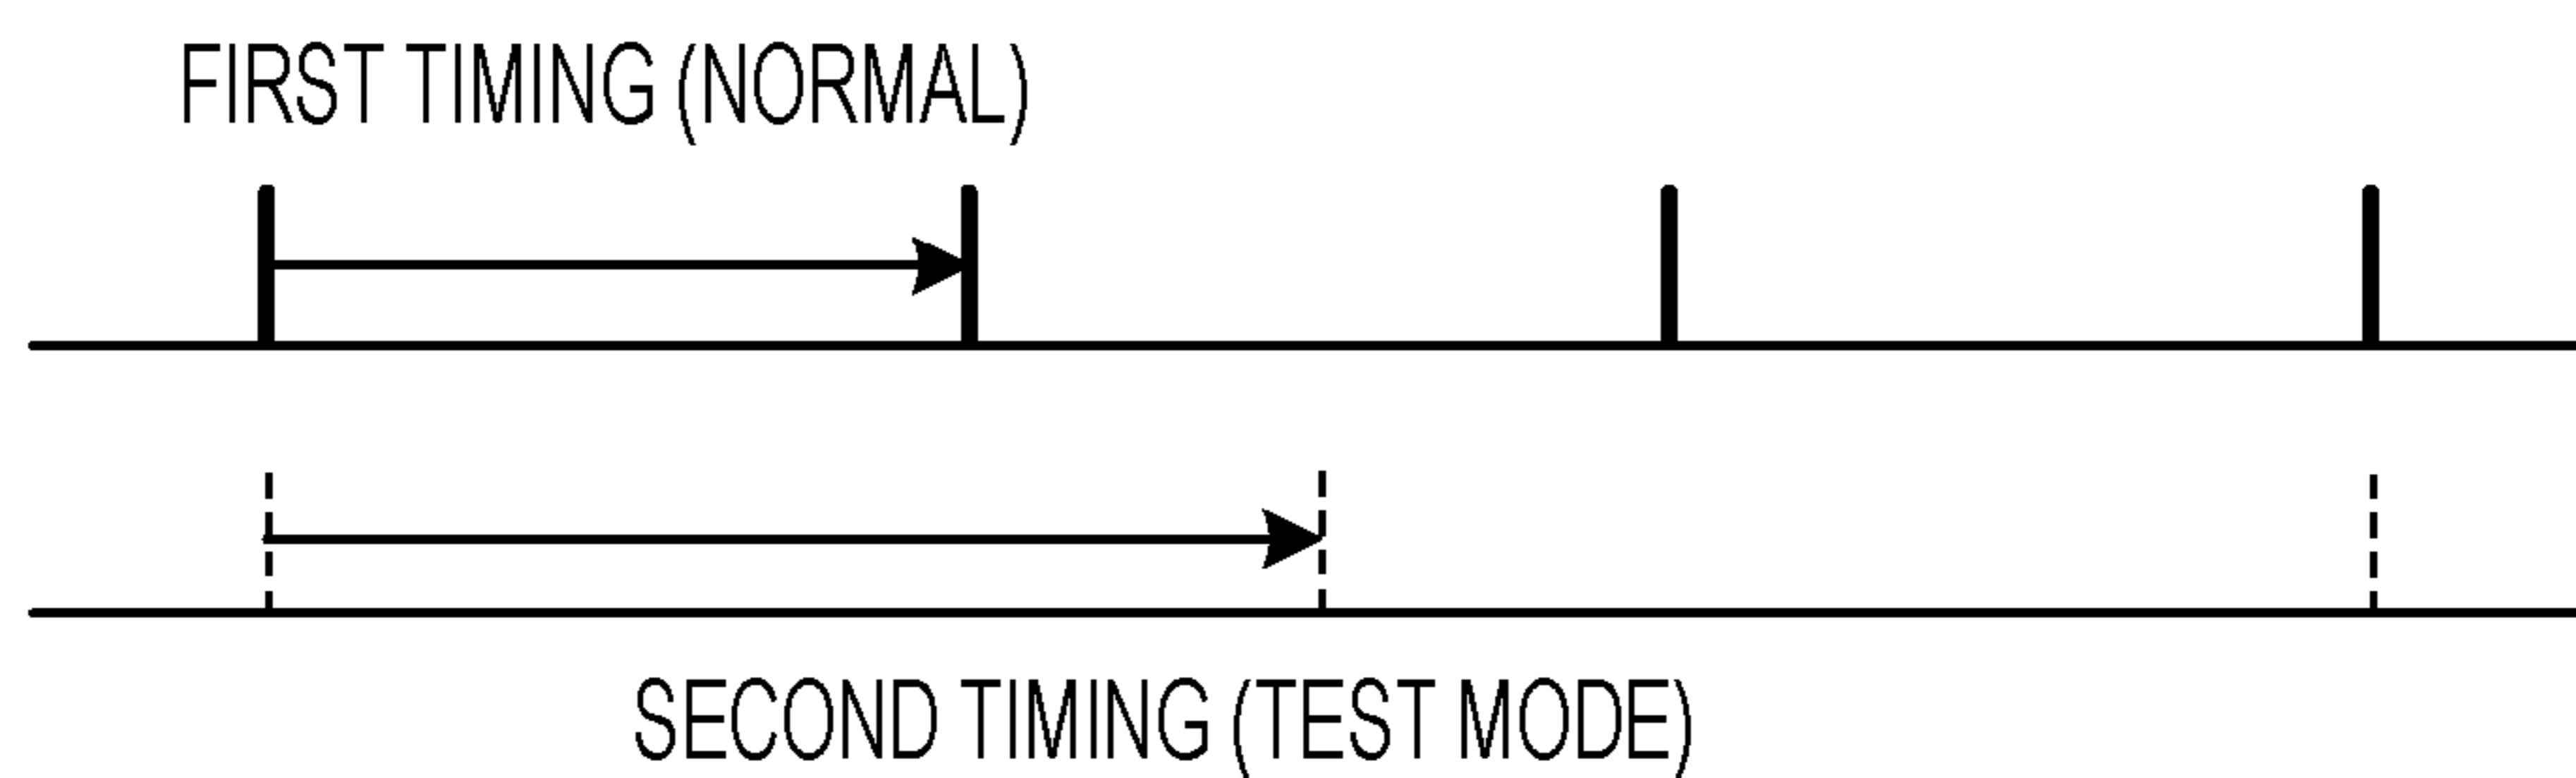 FIRST TIMING (NORMAL)
SECOND TIMING (TEST MODE)